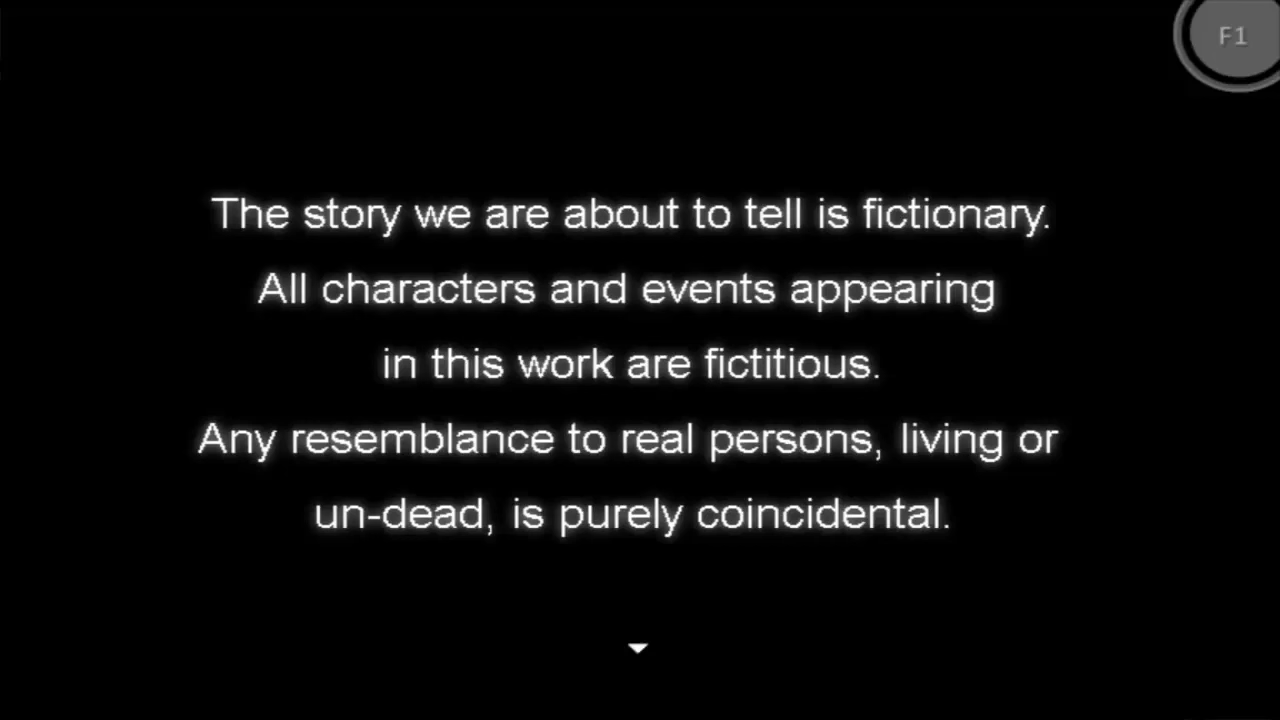 F1
The story we are about to tell is fictionary.
All characters and events appearing
in this work are fictitious.
Any resemblance to real persons, living or
un-dead, is purely coincidental.